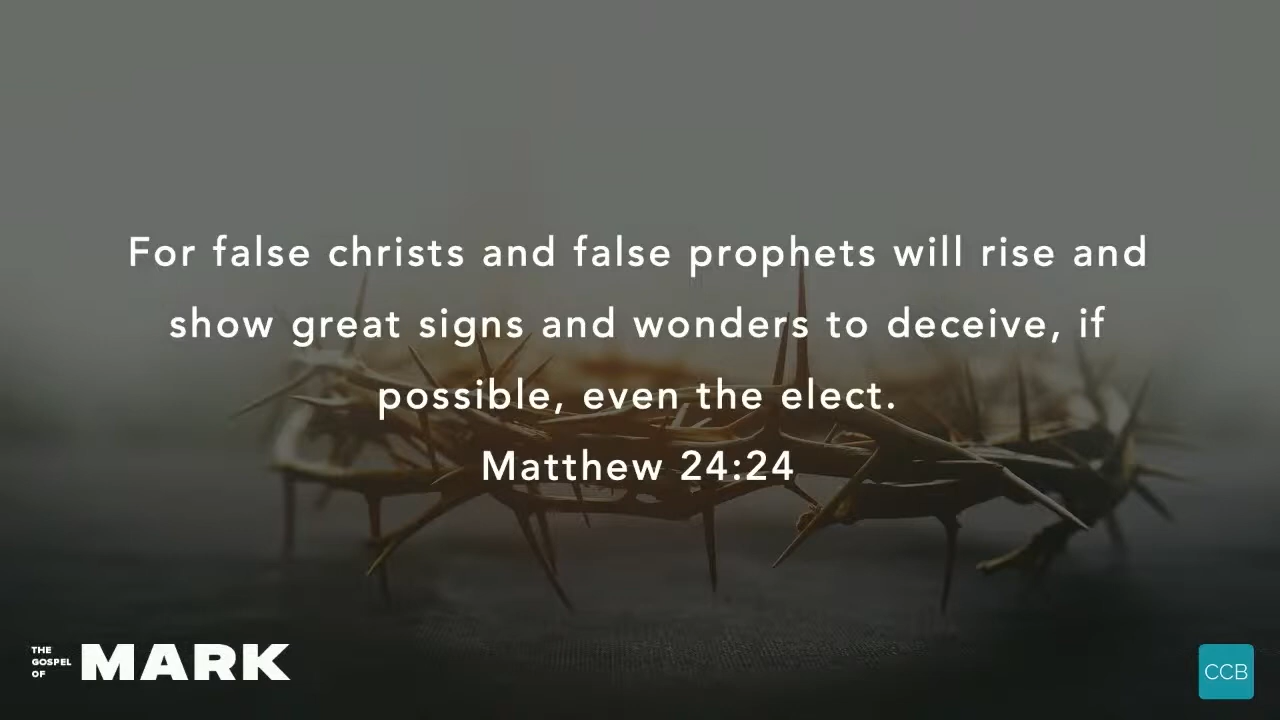 For false christs and false prophets will rise and
show great signs and wonders to deceive, if
possible, even the elect.
Matthew 24:24
THE
GOSPEL
OF
MARK
CCB